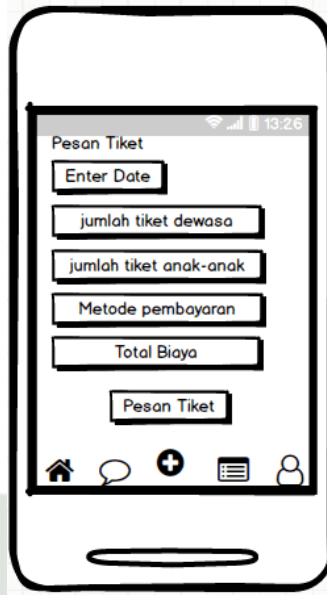 13:26
Pesan Tiket
Enter Date
jumlah tiket dewasa
jumlah tiket anak-anak
Metode pembayaran
Total Biaya
Pesan Tiket